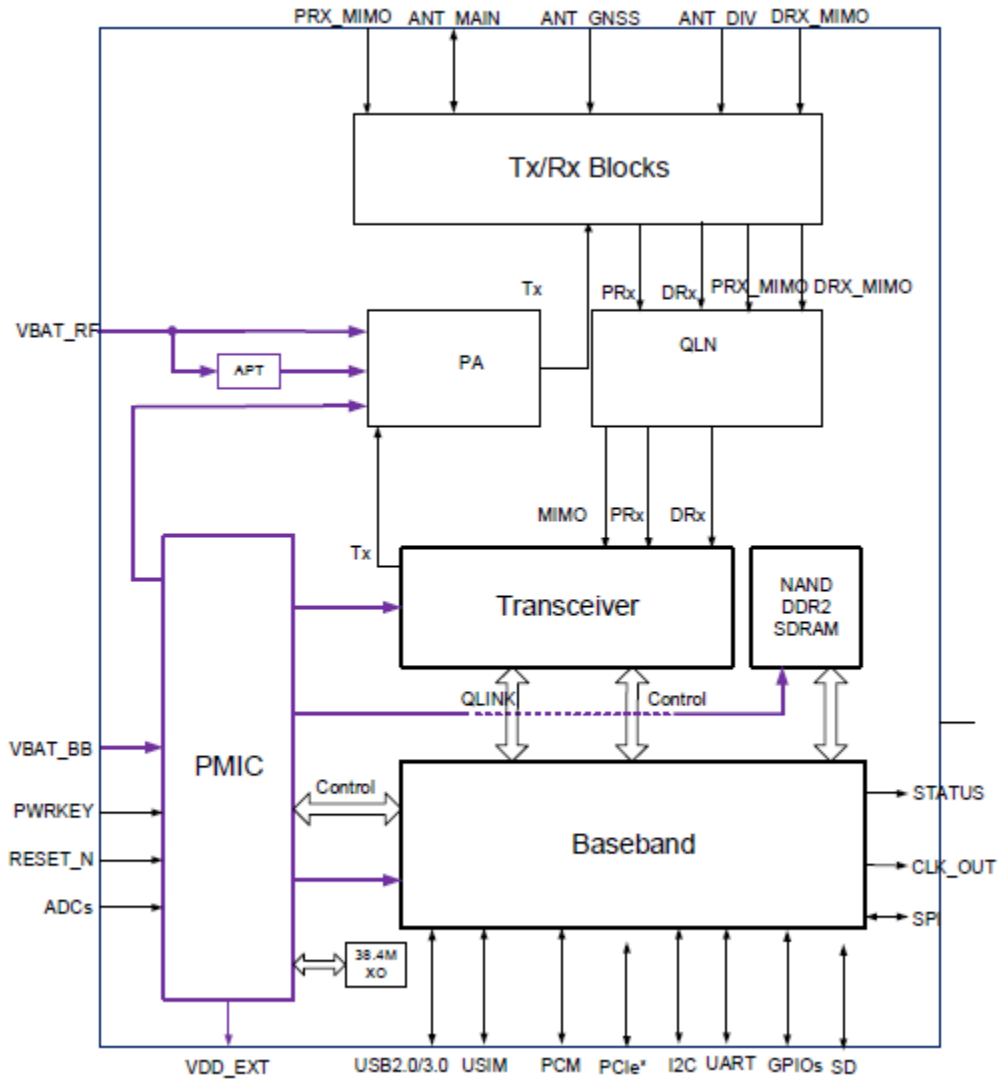 PRX_MIMO ANT_MAIN ANT_GNSS ANT_DIV DRX_MIMO
Tx/Rx Blocks
Tx PRx DRx PRX_MIMO DRX_MIMO
VBAT_RF
PA
QLN
APT
MIMO PRx DRx
Tx
Transceiver
NAND
DDR2
SDRAM
QLINK Control
VBAT_BB
PMIC
Control
PWRKEY
STATUS
Baseband
RESET_N
CLK_OUT
ADCs
SPI
38.4M
XO
VDD_EXT USB2.0/3.0 USIM PCM PCIe* I2C UART GPIOs SD